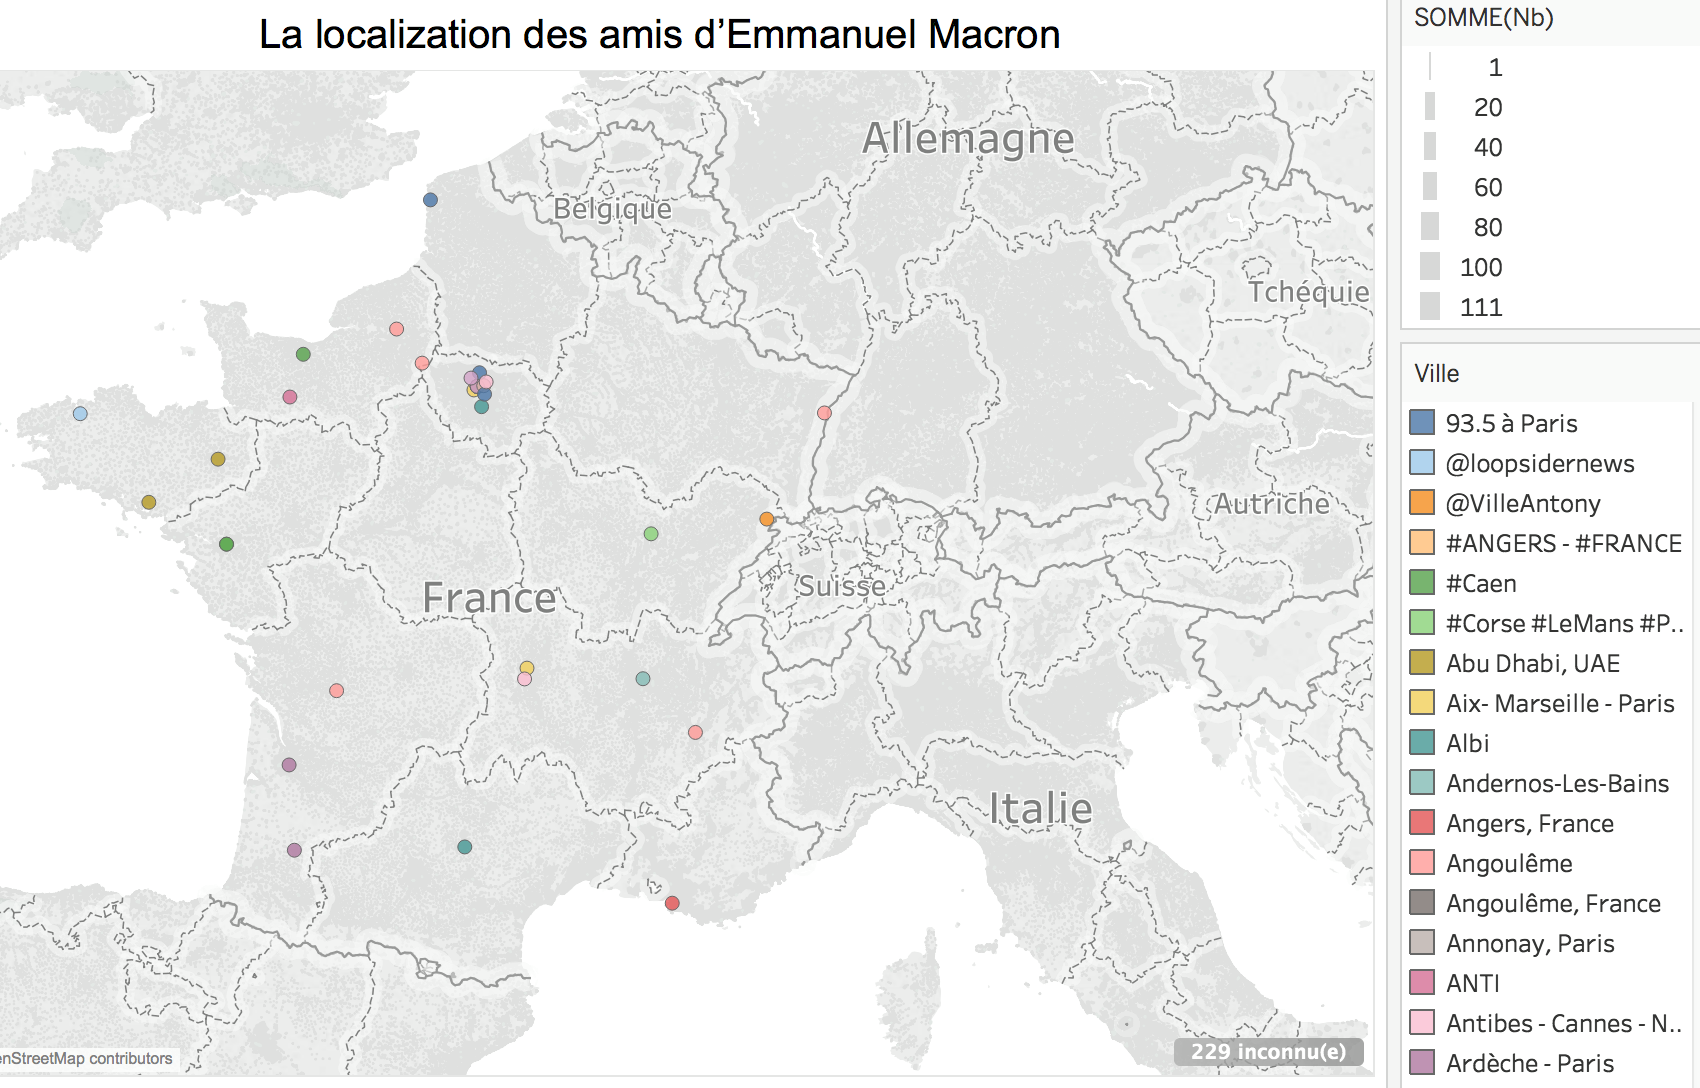 La localization des amis d’Emmanuel Macron
Allemagne
Belgique
Tchéquie
Autriche
Suisse
France
Italie
enStreetMap contributors
229 inconnu(e)
SOMME(Nb)
1
20
40
60
80
100
111
Ville
93.5 à Paris
@loopsidernews
@VilleAntony
#ANGERS - #FRANCE
#Caen
#Corse #LeMans #P..
Abu Dhabi, UAE
Aix- Marseille - Paris
Albi
Andernos-Les-Bains
Angers, France
Angoulême
Angoulême, France
Annonay, Paris
ANTI
Antibes - Cannes - N..
Ardèche - Paris